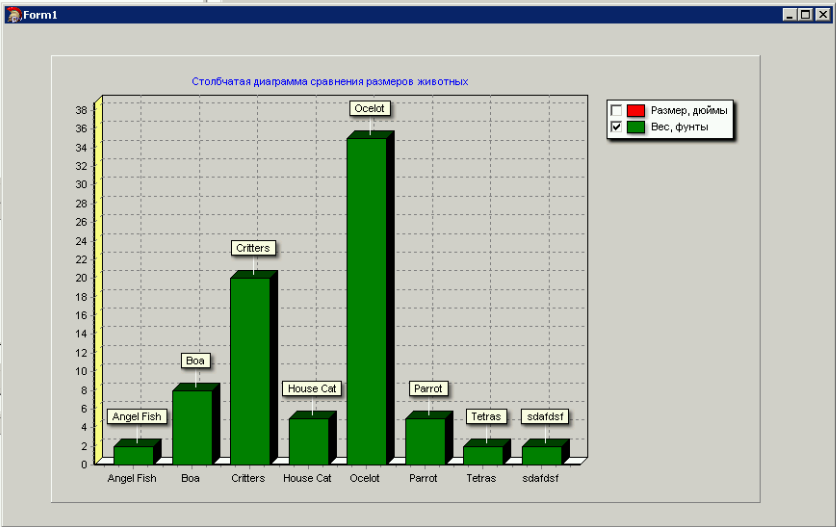 Form1
Столбчатая диаграмма сравнения размеров животных
Размер, дюймы
Вес, фунты
38
36
34
32
30
28
26
24
22
20
18
16
14
12
10
8
6
4
2
0
Ocelot
Critters
Boa
House Cat
Parrot
Angel Fish
Tetras
sdafdsf
Angel Fish Boa Critters House Cat Ocelot Parrot Tetras sdafdsf